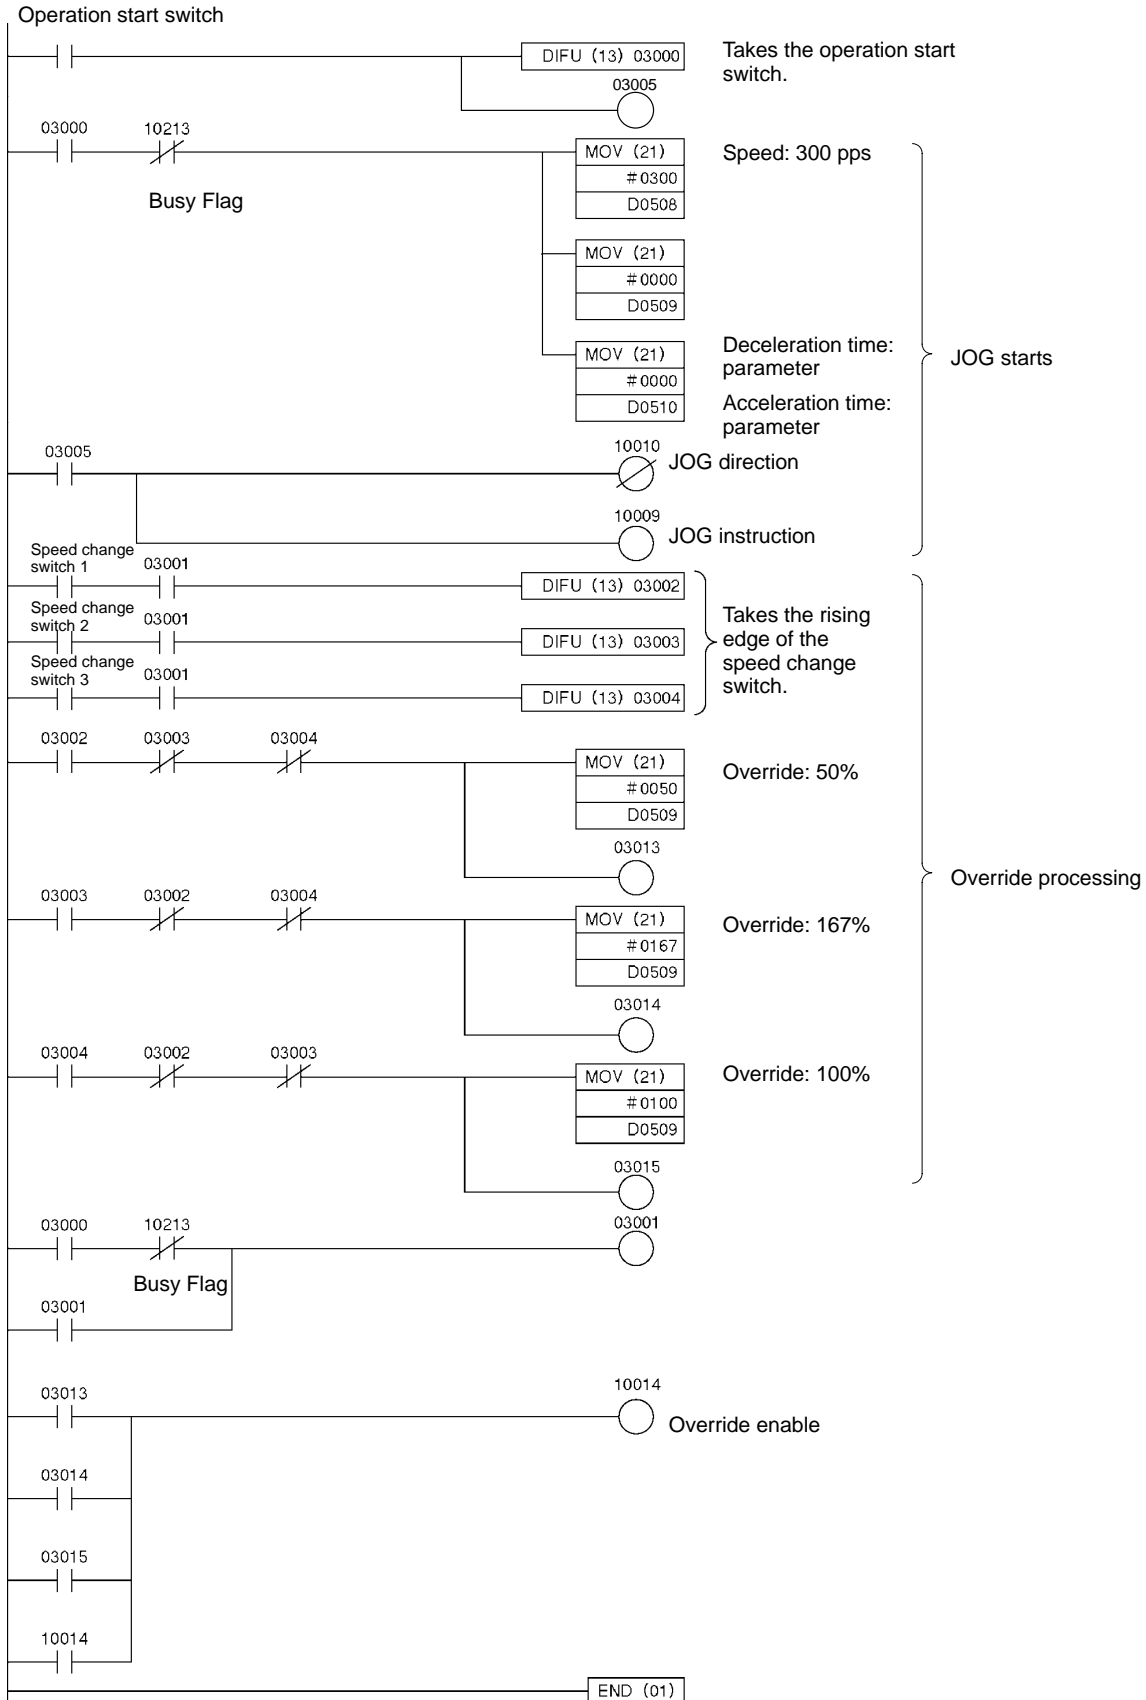 Operation start switch
DIFU (13) 03000
Takes the operation start
switch.
03005
03000 10213
Busy Flag
MOV (21)
#0300
D0508
Speed: 300 pps
MOV (21)
#0000
D0509
MOV (21)
#0000
D0510
Deceleration time:
parameter
Acceleration time:
parameter
JOG starts
03005
10010
JOG direction
10009
JOG instruction
Speed change
switch 1
03001
DIFU (13) 03002
Speed change
switch 2
03001
DIFU (13) 03003
Speed change
switch 3
03001
DIFU (13) 03004
Takes the rising
edge of the
speed change
switch.
03002 03003 03004
MOV (21)
#0050
D0509
Override: 50%
03013
Override processing
03003 03002 03004
MOV (21)
#0167
D0509
Override: 167%
03014
03004 03002 03003
MOV (21)
#0100
D0509
Override: 100%
03015
03000 10213
03001
Busy Flag
03001
03013
10014
Override enable
03014
03015
10014
END (01)